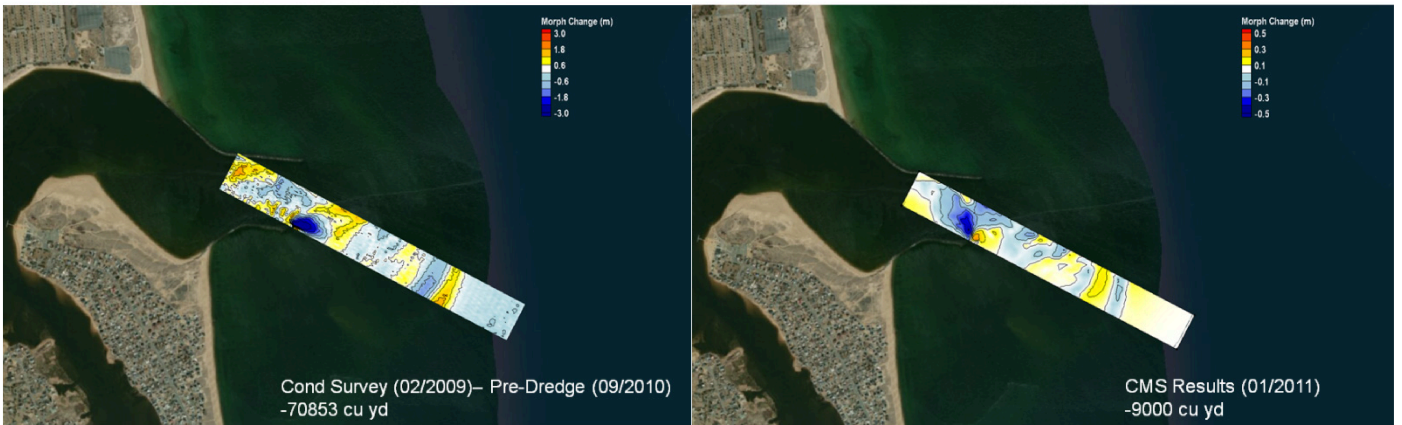 Morph Change (m)
3.0
1.8
0.6
-0.6
-1.8
-3.0
Cond Survey (02/2009)– Pre-Dredge (09/2010)
-70853 cu yd
Morph Change (m)
0.5
0.3
0.1
-0.1
-0.3
-0.5
CMS Results (01/2011)
-9000 cu yd